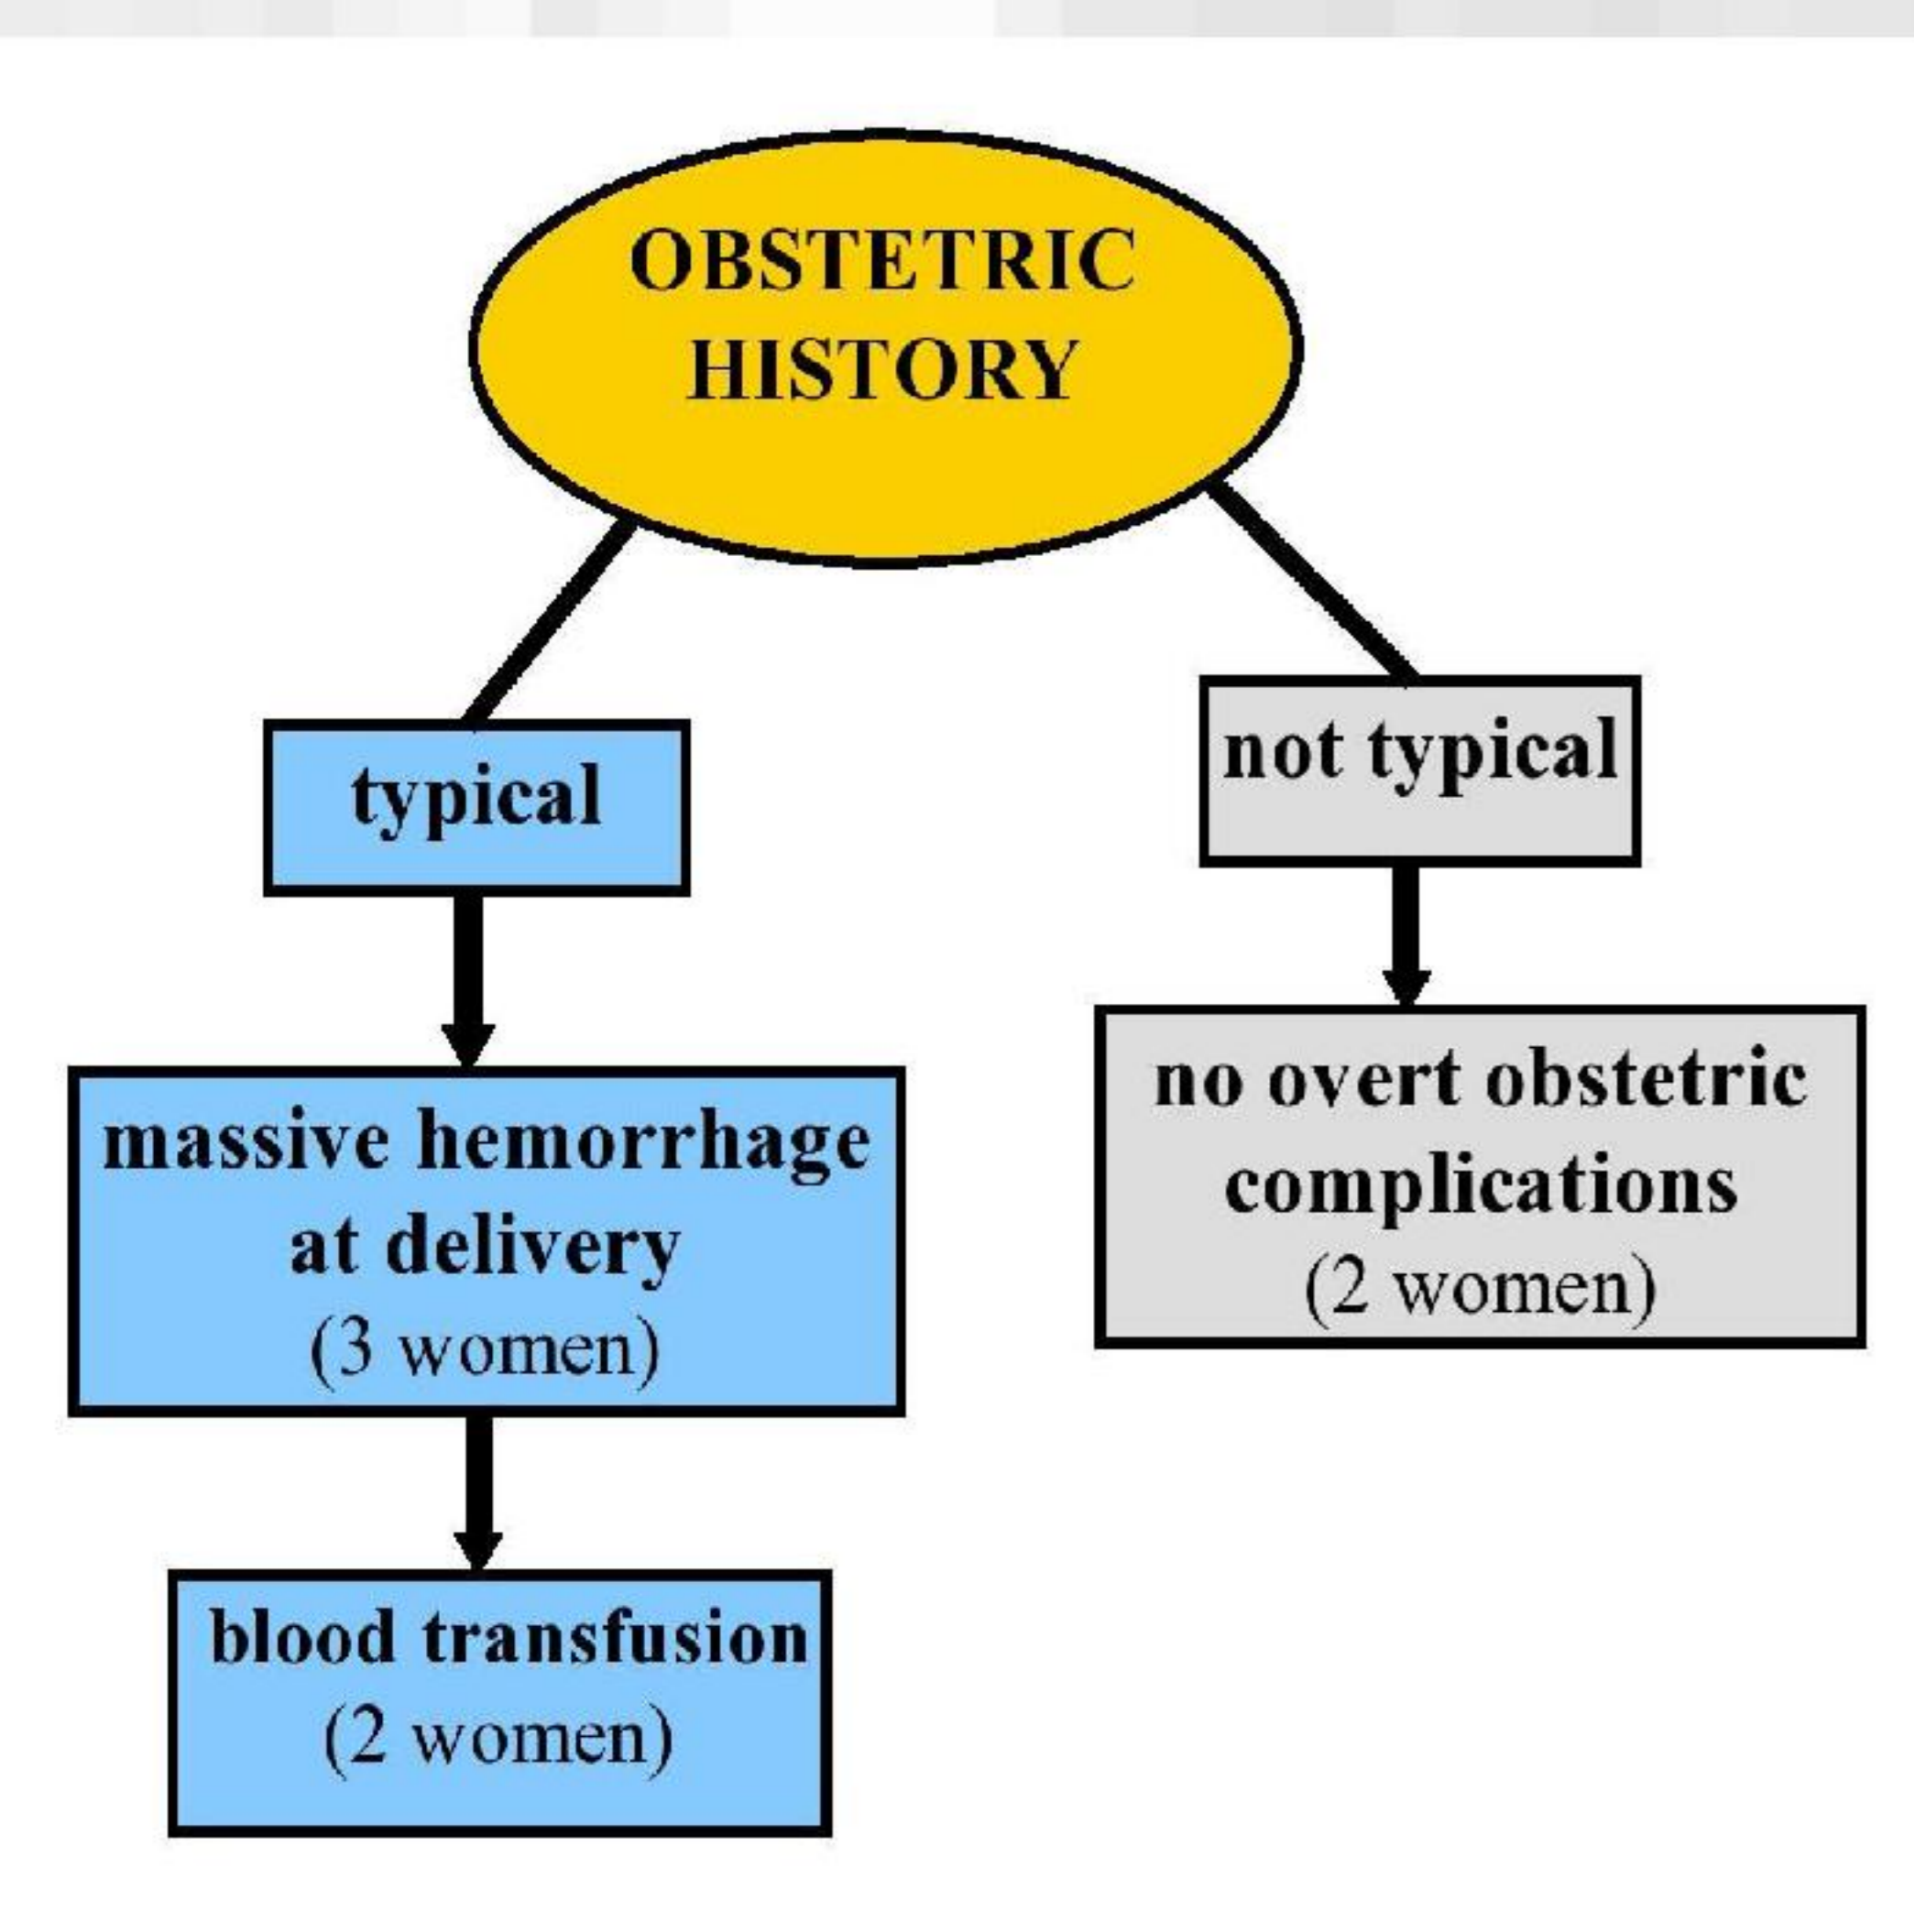 OBSTETRIC
HISTORY
typical
not typical
massive hemorrhage
at delivery
(3 women)
no overt obstetric
complications
(2 women)
blood transfusion
(2 women)